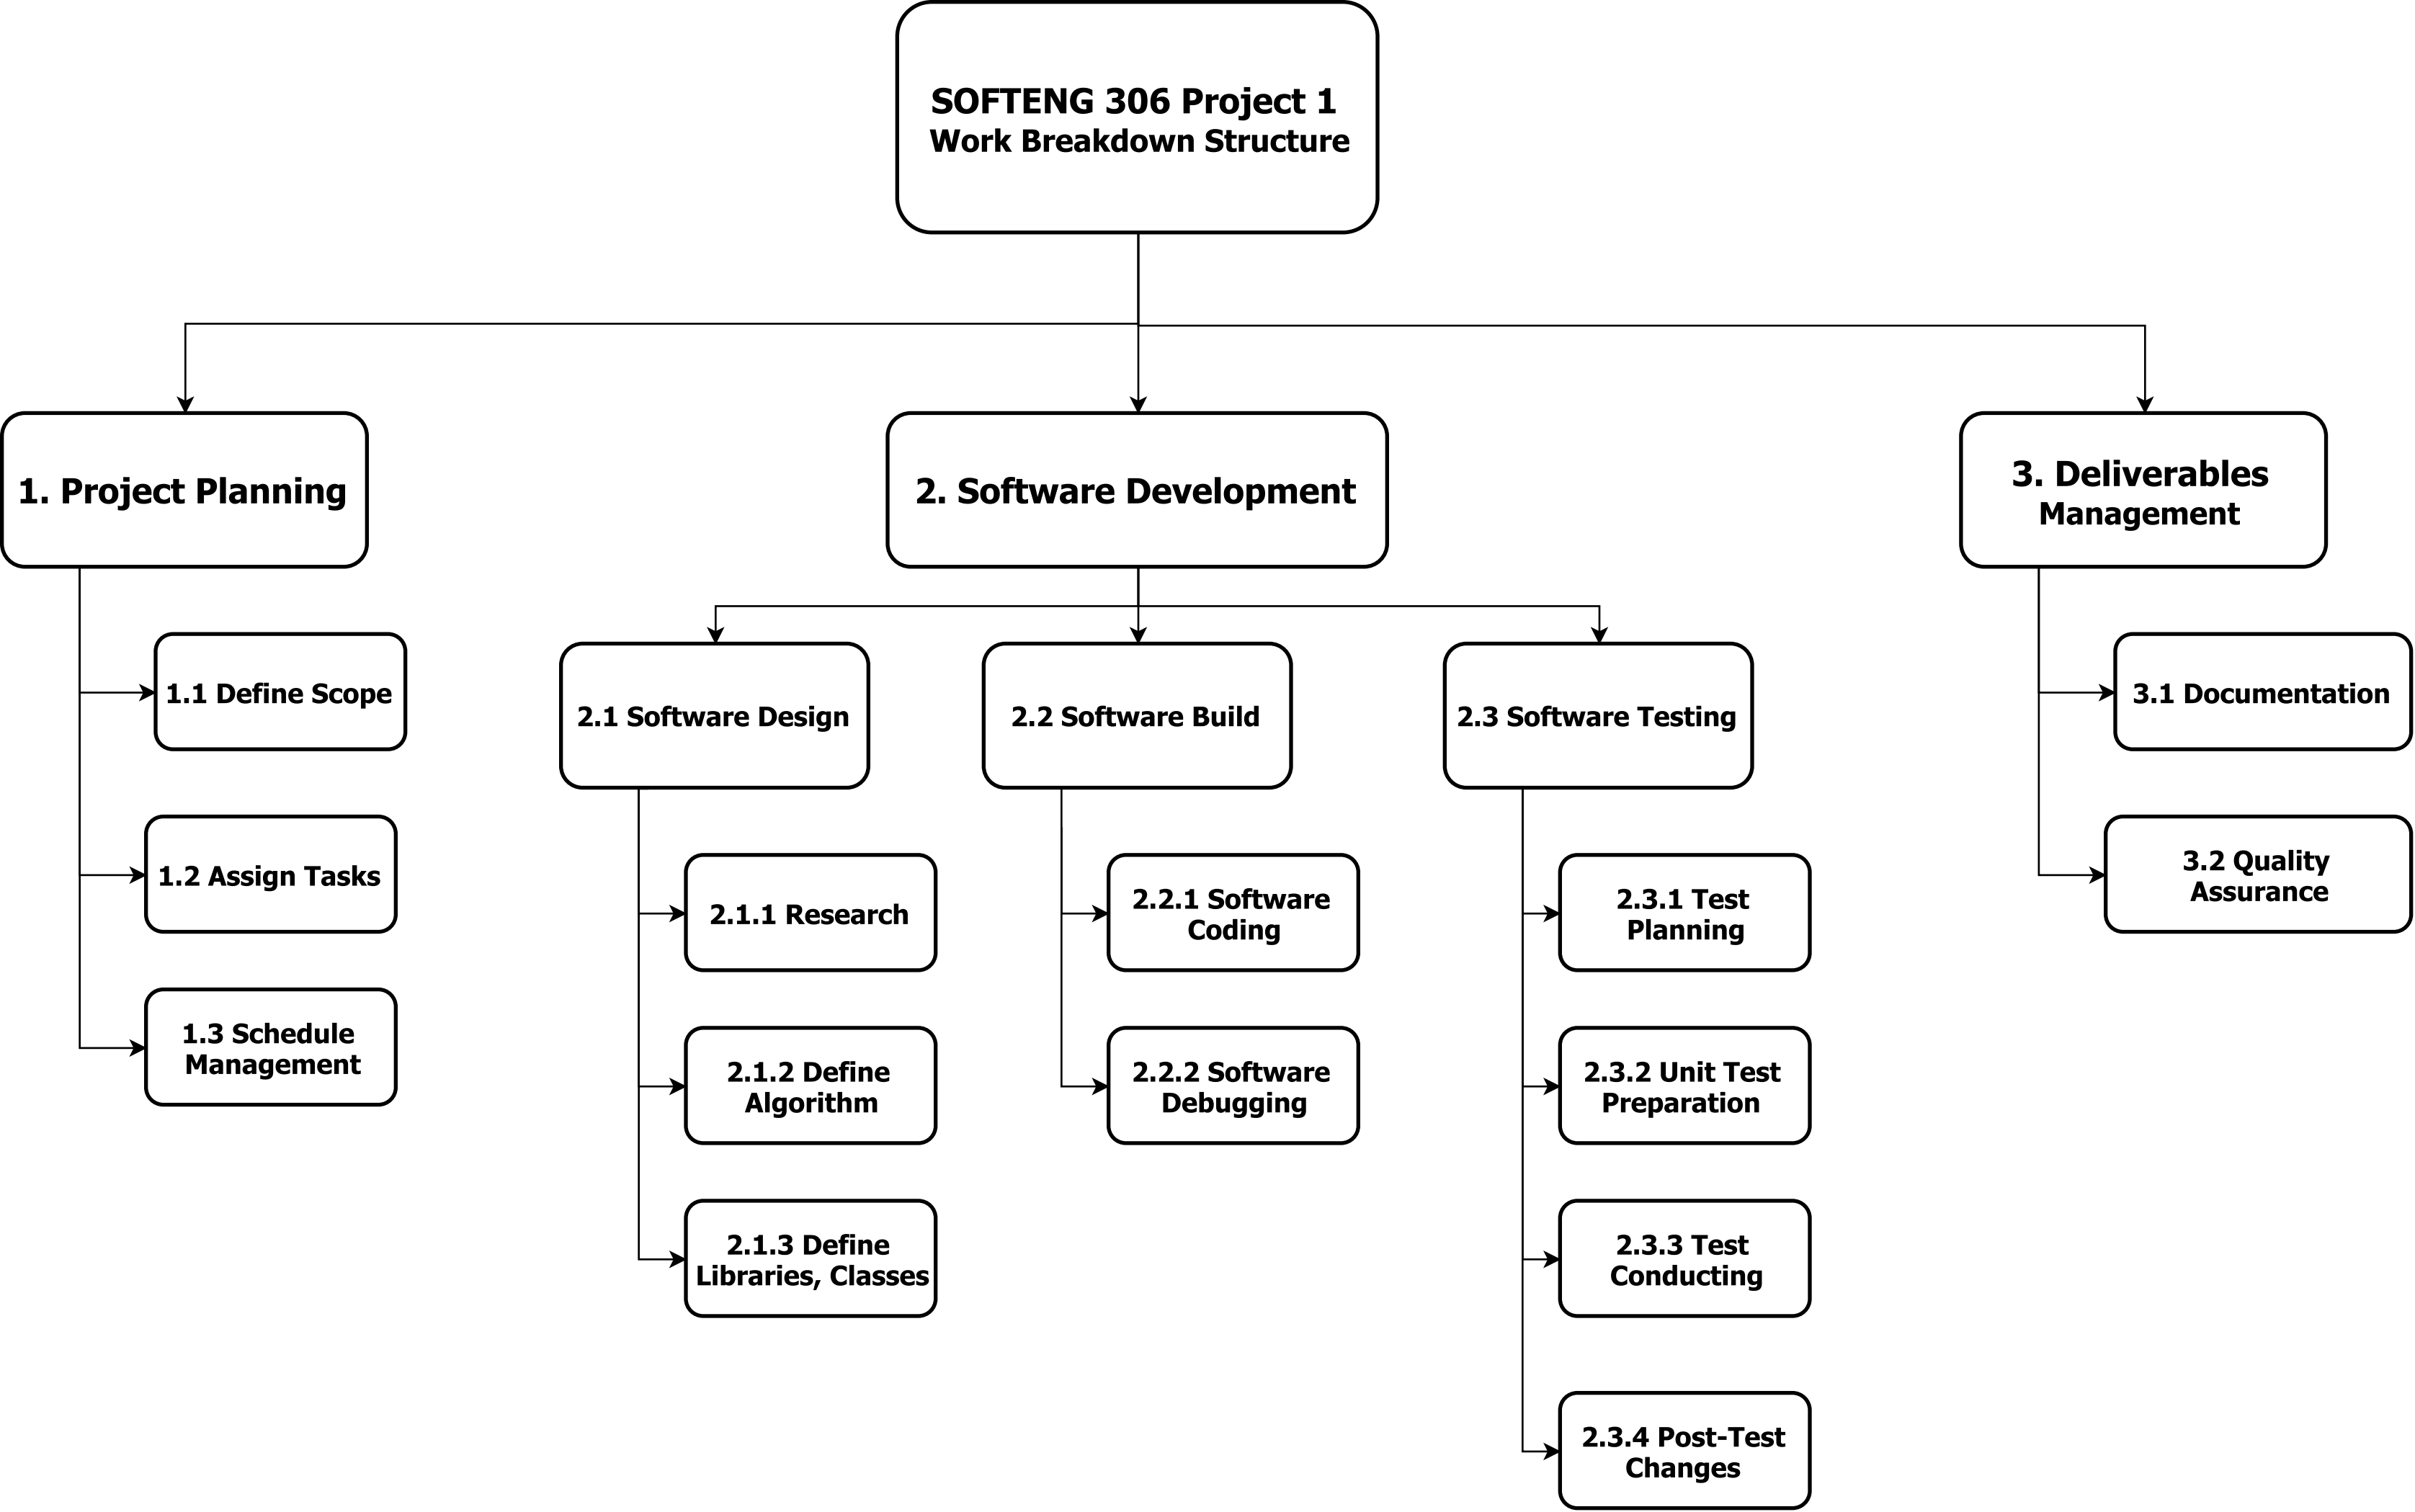 SOFTENG 306 Project 1
Work Breakdown Structure
1. Project Planning
2. Software Development
3. Deliverables
Management
1.1 Define Scope
1.2 Assign Tasks
1.3 Schedule
Management
2.1 Software Design
2.1.1 Research
2.1.2 Define
Algorithm
2.1.3 Define
Libraries, Classes
2.2 Software Build
2.2.1 Software
Coding
2.2.2 Software
Debugging
2.3 Software Testing
2.3.1 Test
Planning
2.3.2 Unit Test
Preparation
2.3.3 Test
Conducting
2.3.4 Post-Test
Changes
3.1 Documentation
3.2 Quality
Assurance